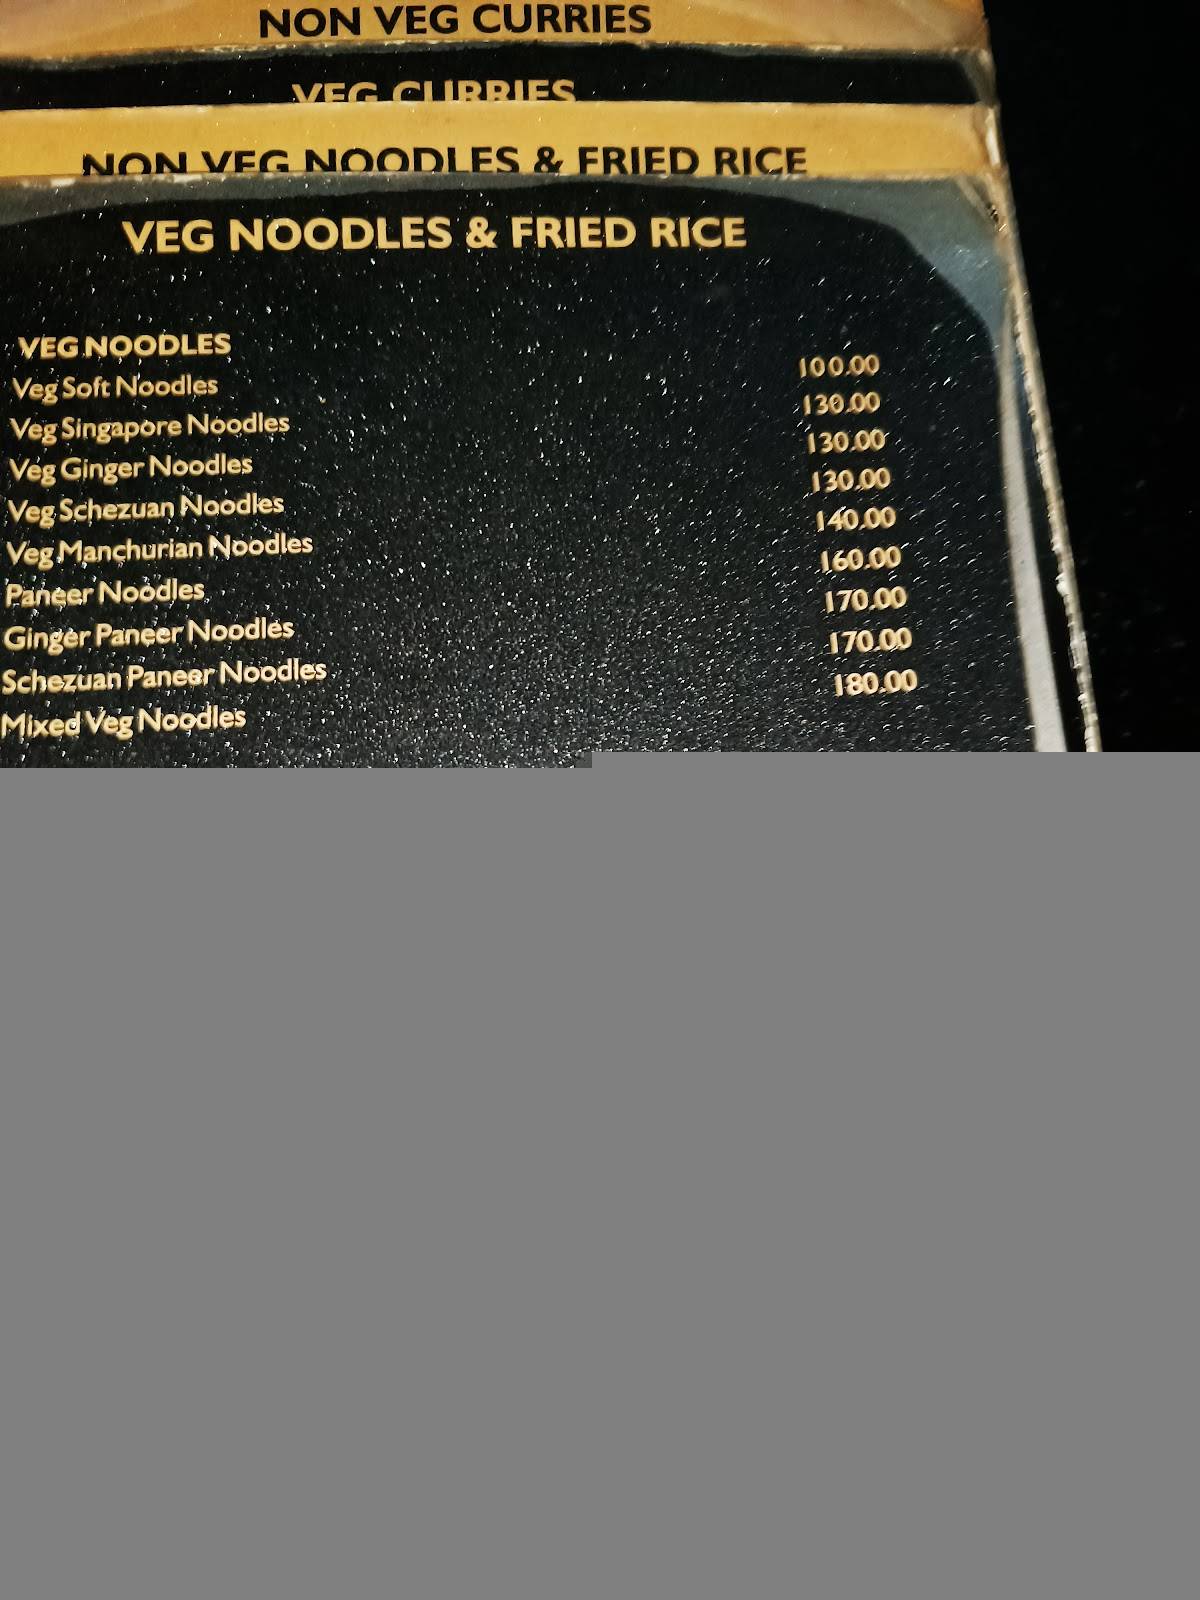 NON VEG CURRIES
VEG CURRIES
NON VEG NOODLES & FRIED RICE
VEG NOODLES & FRIED RICE
VEG NOODLES
Veg Soft Noodles 100.00
Veg Singapore Noodles 130.00
Veg Ginger Noodles 130.00
Veg Schezuan Noodles 130.00
Veg Manchurian Noodles 140.00
Paneer Noodles 160.00
Ginger Paneer Noodles 170.00
Schezuan Paneer Noodles 170.00
Mixed Veg Noodles 180.00